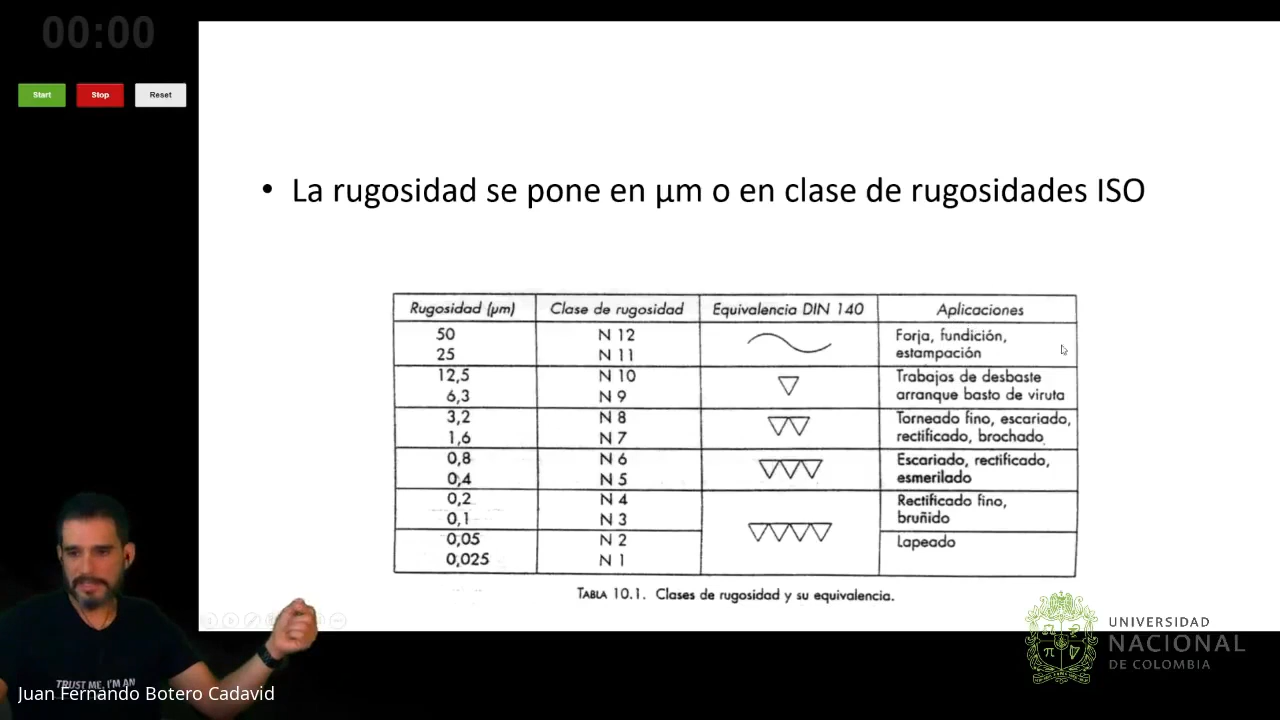 00:00
Start Stop Reset
• La rugosidad se pone en µm o en clase de rugosidades ISO
Rugosidad (µm) Clase de rugosidad Equivalencia DIN 140 Aplicaciones
50 N 12 Forja, fundición,
25 N 11 estampación
12,5 N 10 Trabajos de desbaste
6,3 N 9 arranque basto de viruta
3,2 N 8 Torneado fino, escariado,
1,6 N 7 rectificado, brochado
0,8 N 6 Escariado, rectificado,
0,4 N 5 esmerilado
0,2 N 4 Rectificado fino,
0,1 N 3 bruñido
0,05 N 2 Lapeado
0,025 N 1
TABLA 10.1. Clases de rugosidad y su equivalencia.
UNIVERSIDAD
NACIONAL
DE COLOMBIA
TRUST ME, I'M AN
Juan Fernando Botero Cadavid